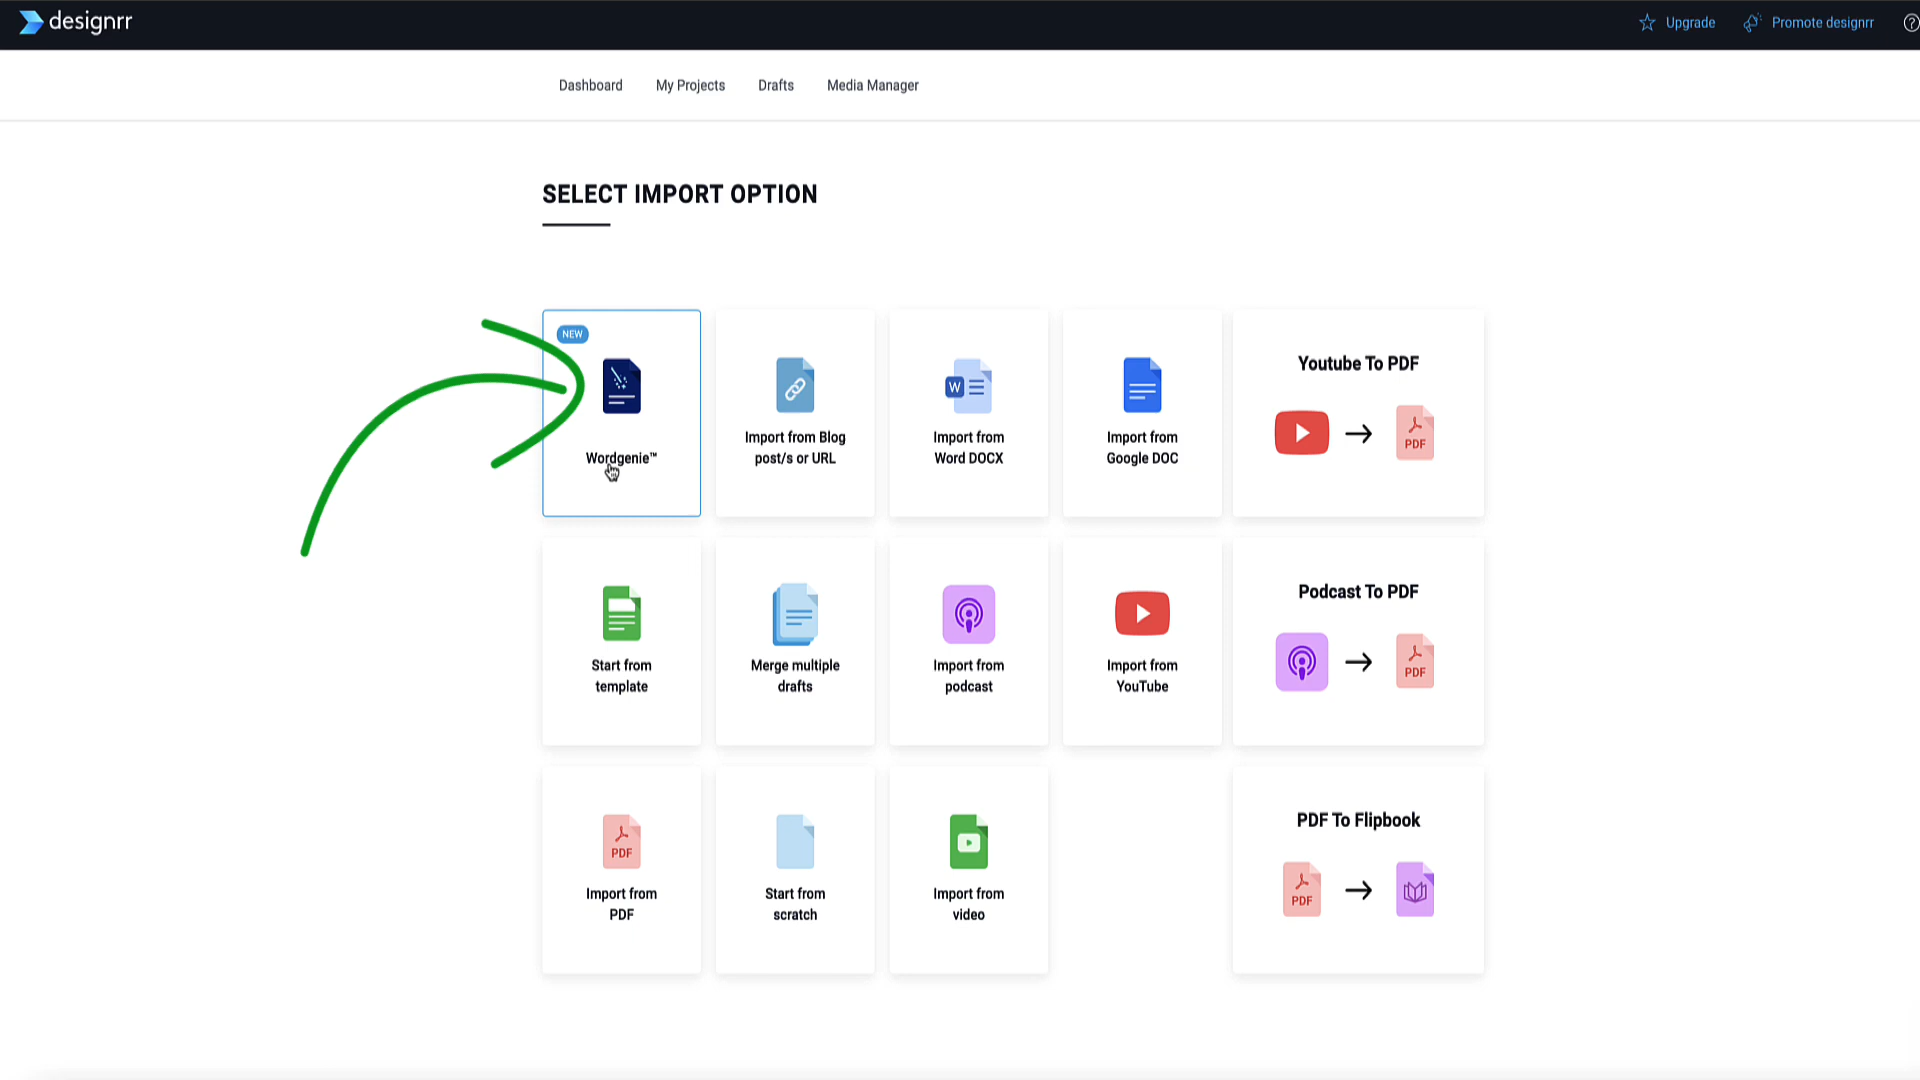 designrr
Upgrade
Promote designrr
?
Dashboard
My Projects
Drafts
Media Manager
SELECT IMPORT OPTION
NEW
Wordgenie™
Import from Blog
post/s or URL
W
Import from
Word DOCX
Import from
Google DOC
Youtube To PDF
PDF
Start from
template
Merge multiple
drafts
Import from
podcast
Import from
YouTube
Podcast To PDF
PDF
PDF
Import from
PDF
Start from
scratch
Import from
video
PDF To Flipbook
PDF